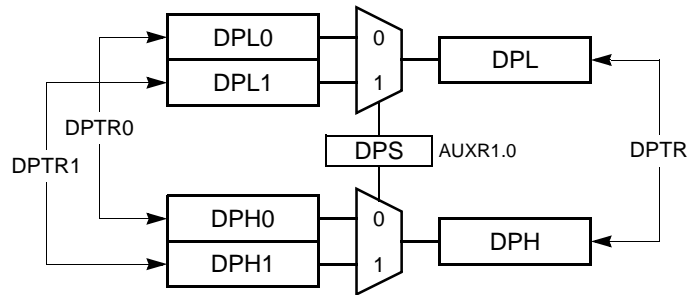 DPL0
0
DPL
DPL1
1
DPTR0
DPTR1
DPS
AUXR1.0
DPTR
DPH0
0
DPH
DPH1
1